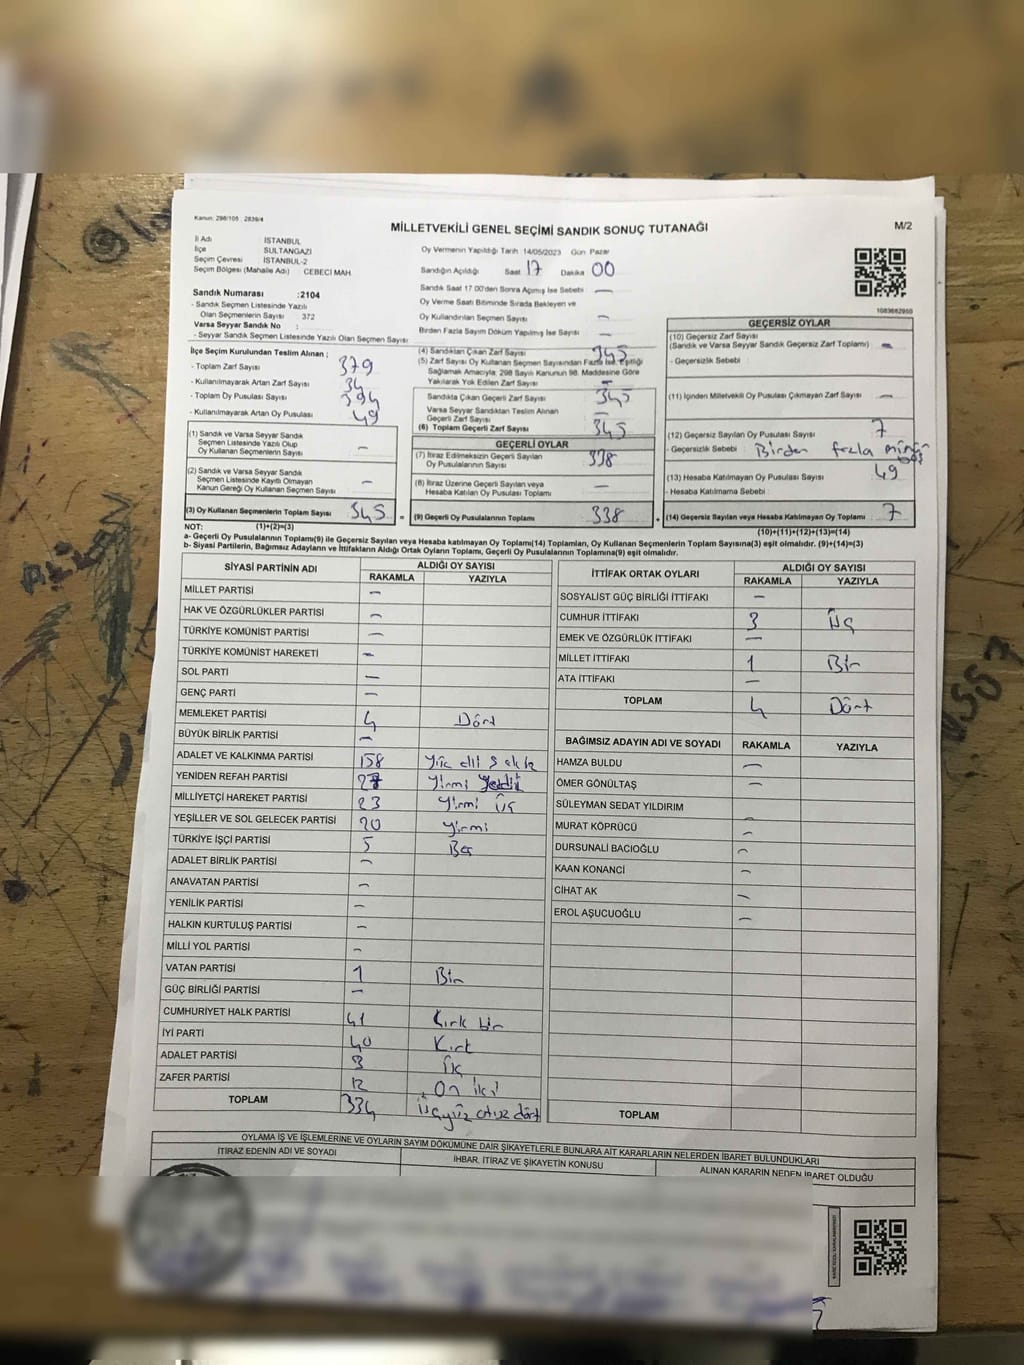 Kanun: 298/105 , 2839/4
MİLLETVEKİLİ GENEL SEÇİMİ SANDIK SONUÇ TUTANAĞI
M/2
İl Adı İSTANBUL
İlçe SULTANGAZİ
Seçim Çevresi İSTANBUL-2
Seçim Bölgesi (Mahalle Adı) CEBECİ MAH.
Oy Vermenin Yapıldığı Tarih 14/05/2023 Gün Pazar
Sandığın Açıldığı Saat 17 Dakika 00
Sandık Saat 17.00'den Sonra Açılmış İse Sebebi —
Oy Verme Saati Bitiminde Sırada Bekleyen ve
Oy Kullandırılan Seçmen Sayısı —
Birden Fazla Sayım Döküm Yapılmış İse Sayısı —
1083682950
Sandık Numarası :2104
- Sandık Seçmen Listesinde Yazılı
Olan Seçmenlerin Sayısı 372
Varsa Seyyar Sandık No :
- Seyyar Sandık Seçmen Listesinde Yazılı Olan Seçmen Sayısı :
İlçe Seçim Kurulundan Teslim Alınan ;
- Toplam Zarf Sayısı 379
- Kullanılmayarak Artan Zarf Sayısı 34
- Toplam Oy Pusulası Sayısı 394
- Kullanılmayarak Artan Oy Pusulası 49
(1) Sandık ve Varsa Seyyar Sandık
Seçmen Listesinde Yazılı Olup
Oy Kullanan Seçmenlerin Sayısı —
(2) Sandık ve Varsa Seyyar Sandık
Seçmen Listesinde Kayıtlı Olmayan
Kanun Gereği Oy Kullanan Seçmen Sayısı —
(3) Oy Kullanan Seçmenlerin Toplam Sayısı 345
(4) Sandıktan Çıkan Zarf Sayısı 345
(5) Zarf Sayısı Oy Kullanan Seçmen Sayısından Fazla İse, Eşitliği
Sağlamak Amacıyla; 298 Sayılı Kanunun 98. Maddesine Göre
Yakılarak Yok Edilen Zarf Sayısı —
Sandıkta Çıkan Geçerli Zarf Sayısı 345
Varsa Seyyar Sandıktan Teslim Alınan
Geçerli Zarf Sayısı —
(6) Toplam Geçerli Zarf Sayısı 345
GEÇERLİ OYLAR
(7) İtiraz Edilmeksizin Geçerli Sayılan
Oy Pusulalarının Sayısı 338
(8) İtiraz Üzerine Geçerli Sayılan veya
Hesaba Katılan Oy Pusulası Toplamı —
= (9) Geçerli Oy Pusulalarının Toplamı 338
GEÇERSİZ OYLAR
(10) Geçersiz Zarf Sayısı
(Sandık ve Varsa Seyyar Sandık Geçersiz Zarf Toplamı) —
- Geçersizlik Sebebi
(11) İçinden Milletvekili Oy Pusulası Çıkmayan Zarf Sayısı —
(12) Geçersiz Sayılan Oy Pusulası Sayısı 7
- Geçersizlik Sebebi Birden fazla
(13) Hesaba Katılmayan Oy Pusulası Sayısı 49
- Hesaba Katılmama Sebebi
+ (14) Geçersiz Sayılan veya Hesaba Katılmayan Oy Toplamı 7
NOT: (1)+(2)=(3)
(10)+(11)+(12)+(13)=(14)
a- Geçerli Oy Pusulalarının Toplamı(9) ile Geçersiz Sayılan veya Hesaba katılmayan Oy Toplamı(14) Toplamları, Oy Kullanan Seçmenlerin Toplam Sayısına(3) eşit olmalıdır. (9)+(14)=(3)
b- Siyasi Partilerin, Bağımsız Adayların ve İttifakların Aldığı Ortak Oyların Toplamı, Geçerli Oy Pusulalarının Toplamına(9) eşit olmalıdır.
SİYASİ PARTİNİN ADI ALDIĞI OY SAYISI
RAKAMLA YAZIYLA
MİLLET PARTİSİ —
HAK VE ÖZGÜRLÜKLER PARTİSİ —
TÜRKİYE KOMÜNİST PARTİSİ —
TÜRKİYE KOMÜNİST HAREKETİ —
SOL PARTİ —
GENÇ PARTİ —
MEMLEKET PARTİSİ 4 Dört
BÜYÜK BİRLİK PARTİSİ —
ADALET VE KALKINMA PARTİSİ 158 Yüz elli sekiz
YENİDEN REFAH PARTİSİ 27 Yirmi Yedi
MİLLİYETÇİ HAREKET PARTİSİ 23 Yirmi Üç
YEŞİLLER VE SOL GELECEK PARTİSİ 20 Yirmi
TÜRKİYE İŞÇİ PARTİSİ 5 Beş
ADALET BİRLİK PARTİSİ —
ANAVATAN PARTİSİ —
YENİLİK PARTİSİ —
HALKIN KURTULUŞ PARTİSİ —
MİLLİ YOL PARTİSİ —
VATAN PARTİSİ 1 Bir
GÜÇ BİRLİĞİ PARTİSİ —
CUMHURİYET HALK PARTİSİ 41 Kırk bir
İYİ PARTİ 40 Kırk
ADALET PARTİSİ 3 Üç
ZAFER PARTİSİ 12 On iki
TOPLAM 334 Üçyüz otuz dört
İTTİFAK ORTAK OYLARI ALDIĞI OY SAYISI
RAKAMLA YAZIYLA
SOSYALİST GÜÇ BİRLİĞİ İTTİFAKI —
CUMHUR İTTİFAKI 3 Üç
EMEK VE ÖZGÜRLÜK İTTİFAKI —
MİLLET İTTİFAKI 1 Bir
ATA İTTİFAKI —
TOPLAM 4 Dört
BAĞIMSIZ ADAYIN ADI VE SOYADI RAKAMLA YAZIYLA
HAMZA BULDU —
ÖMER GÖNÜLTAŞ —
SÜLEYMAN SEDAT YILDIRIM —
MURAT KÖPRÜCÜ —
DURSUNALİ BACIOĞLU —
KAAN KONANCİ —
CİHAT AK —
EROL AŞUCUOĞLU —
TOPLAM
OYLAMA İŞ VE İŞLEMLERİNE VE OYLARIN SAYIM DÖKÜMÜNE DAİR ŞİKAYETLERLE BUNLARA AİT KARARLARIN NELERDEN İBARET BULUNDUKLARI
İTİRAZ EDENİN ADI VE SOYADI İHBAR, İTİRAZ VE ŞİKAYETİN KONUSU ALINAN KARARIN NEDEN İBARET OLDUĞU